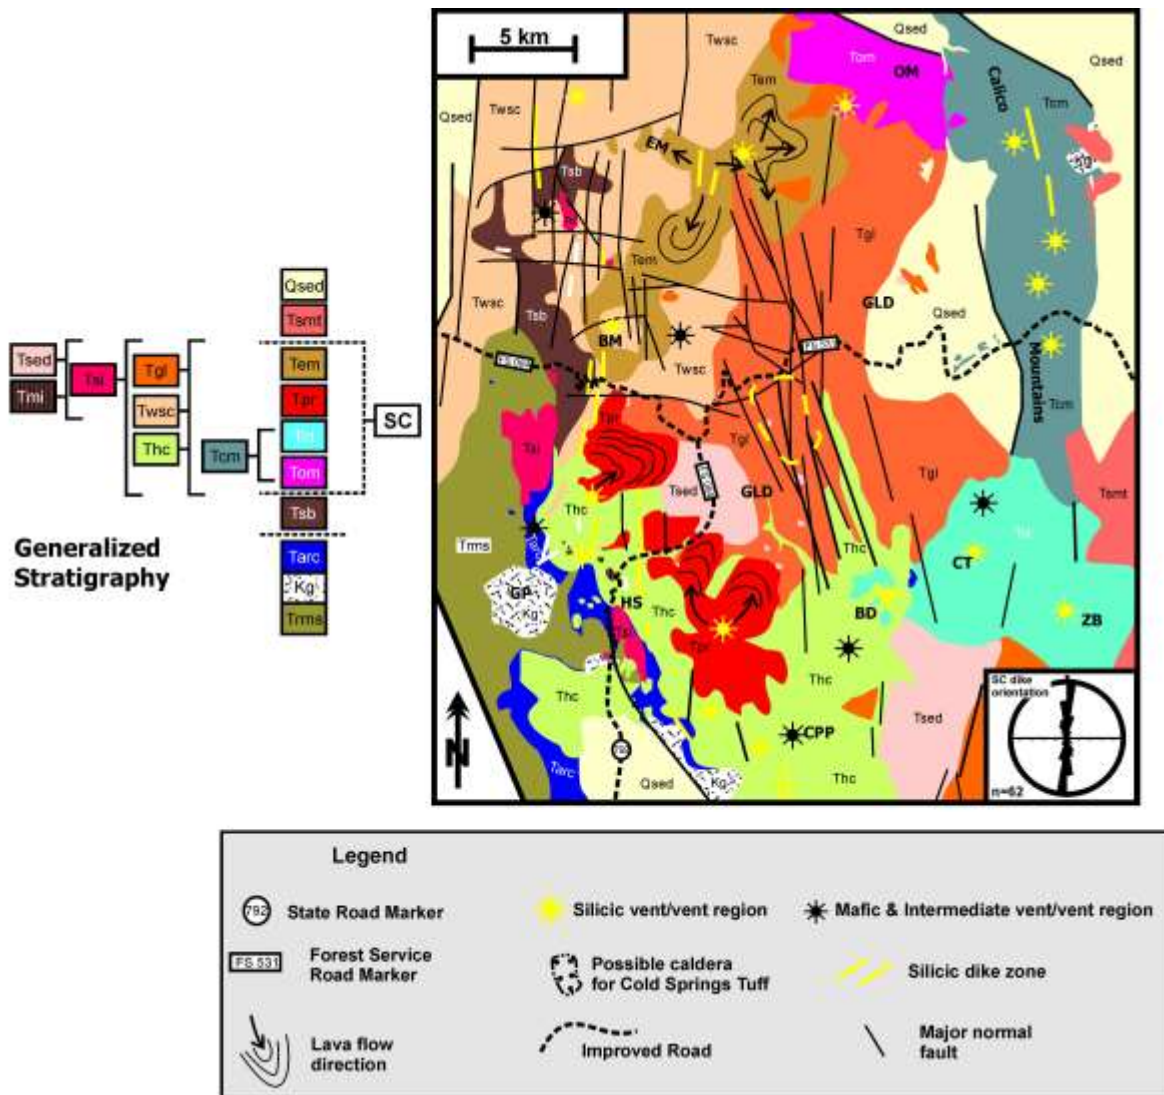 5 km
Qsed
Twsc
Tom
OM
Qsed
Calico
Tcm
Tem
Twsc
Qsed
EM
Kg
Tsb
Tgl
Tem
GLD
Qsed
Twsc
Tsb
BM
FS 531
Mountains
Twsc
Tcm
Tpr
Tgl
Tsi
Tsed
GLD
Tgl
Tsmt
Thc
Thc
Trms
CT
GP
Kg
HS
Thc
BD
ZB
Tpr
Thc
Thc
Tsed
SC dike
orientation
CPP
792
Tarc
Qsed
Kg
Thc
n=62
N
Qsed
Tsmt
Tsed
Tsi
Tgl
Tem
Tmi
Twsc
Tpr
SC
Thc
Tcm
Tom
Tsb
Generalized
Stratigraphy
Tarc
Kg
Trms
Legend
792
State Road Marker
Silicic vent/vent region
Mafic & Intermediate vent/vent region
FS 531
Forest Service
Road Marker
Possible caldera
for Cold Springs Tuff
Silicic dike zone
Lava flow
direction
Improved Road
Major normal
fault